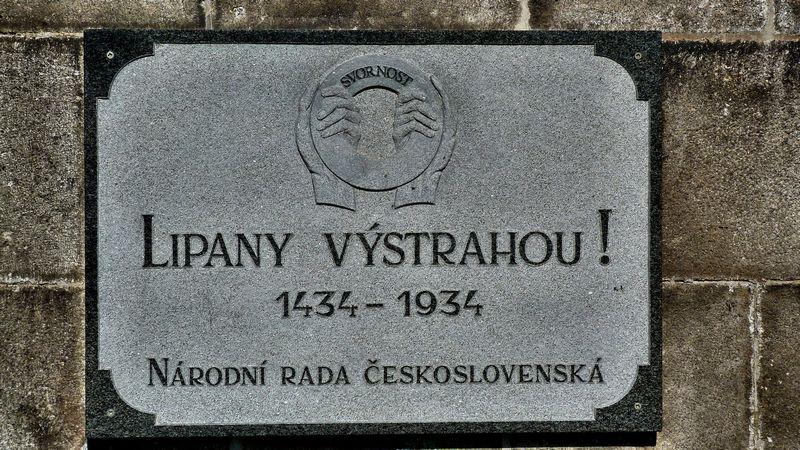 SVORNOST
LIPANY VÝSTRAHOU!
1434 – 1934
NÁRODNÍ RADA ČESKOSLOVENSKÁ